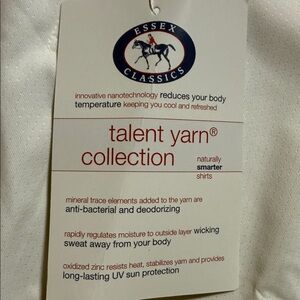 ESSEX
CLASSICS
innovative nanotechnology reduces your body
temperature keeping you cool and refreshed
talent yarn®
collection
naturally
smarter
shirts
mineral trace elements added to the yarn are
anti-bacterial and deodorizing
rapidly regulates moisture to outside layer wicking
sweat away from your body
oxidized zinc resists heat, stabilizes yarn and provides
long-lasting UV sun protection